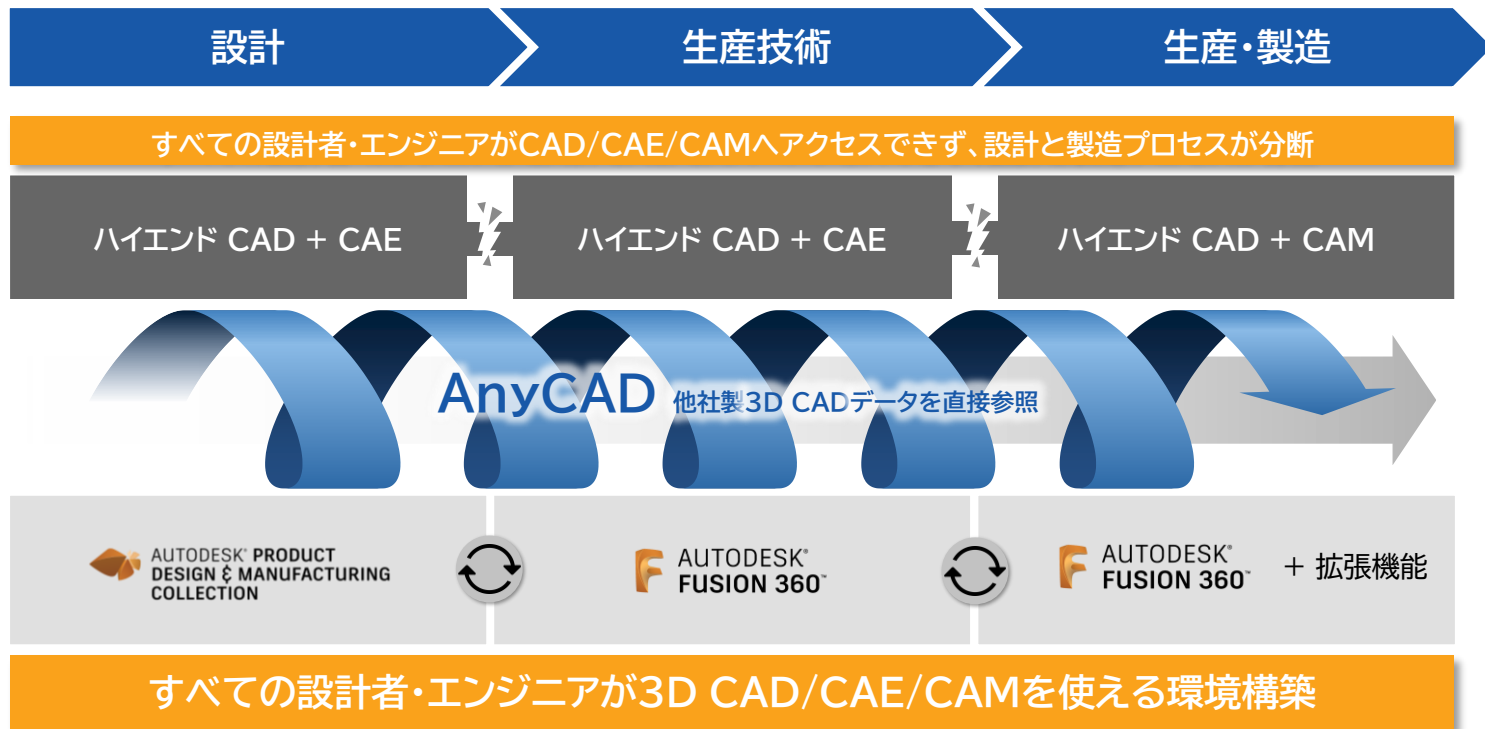 設計
生産技術
生産・製造
すべての設計者・エンジニアがCAD/CAE/CAMへアクセスできず、設計と製造プロセスが分断
ハイエンド CAD + CAE
ハイエンド CAD + CAE
ハイエンド CAD + CAM
AnyCAD 他社製3D CADデータを直接参照
AUTODESK® PRODUCT
DESIGN & MANUFACTURING
COLLECTION
AUTODESK®
FUSION 360™
AUTODESK®
FUSION 360™
+ 拡張機能
すべての設計者・エンジニアが3D CAD/CAE/CAMを使える環境構築